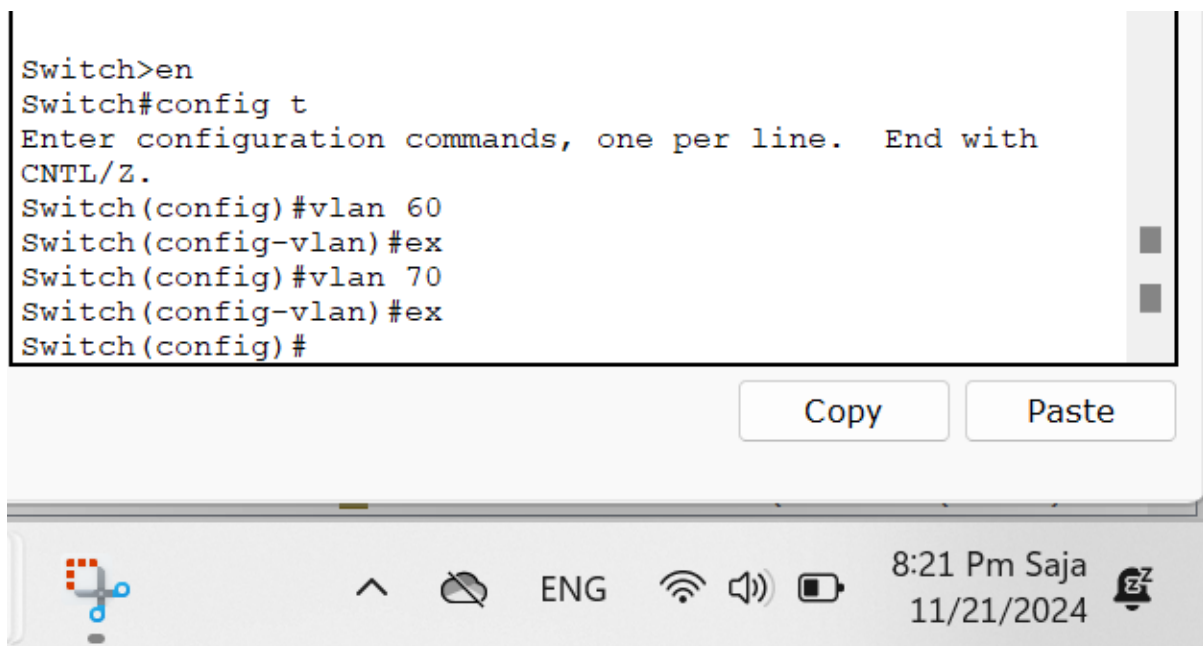 Switch>en
Switch#config t
Enter configuration commands, one per line.  End with
CNTL/Z.
Switch(config)#vlan 60
Switch(config-vlan)#ex
Switch(config)#vlan 70
Switch(config-vlan)#ex
Switch(config)#
Copy Paste
ENG
8:21 Pm Saja
11/21/2024